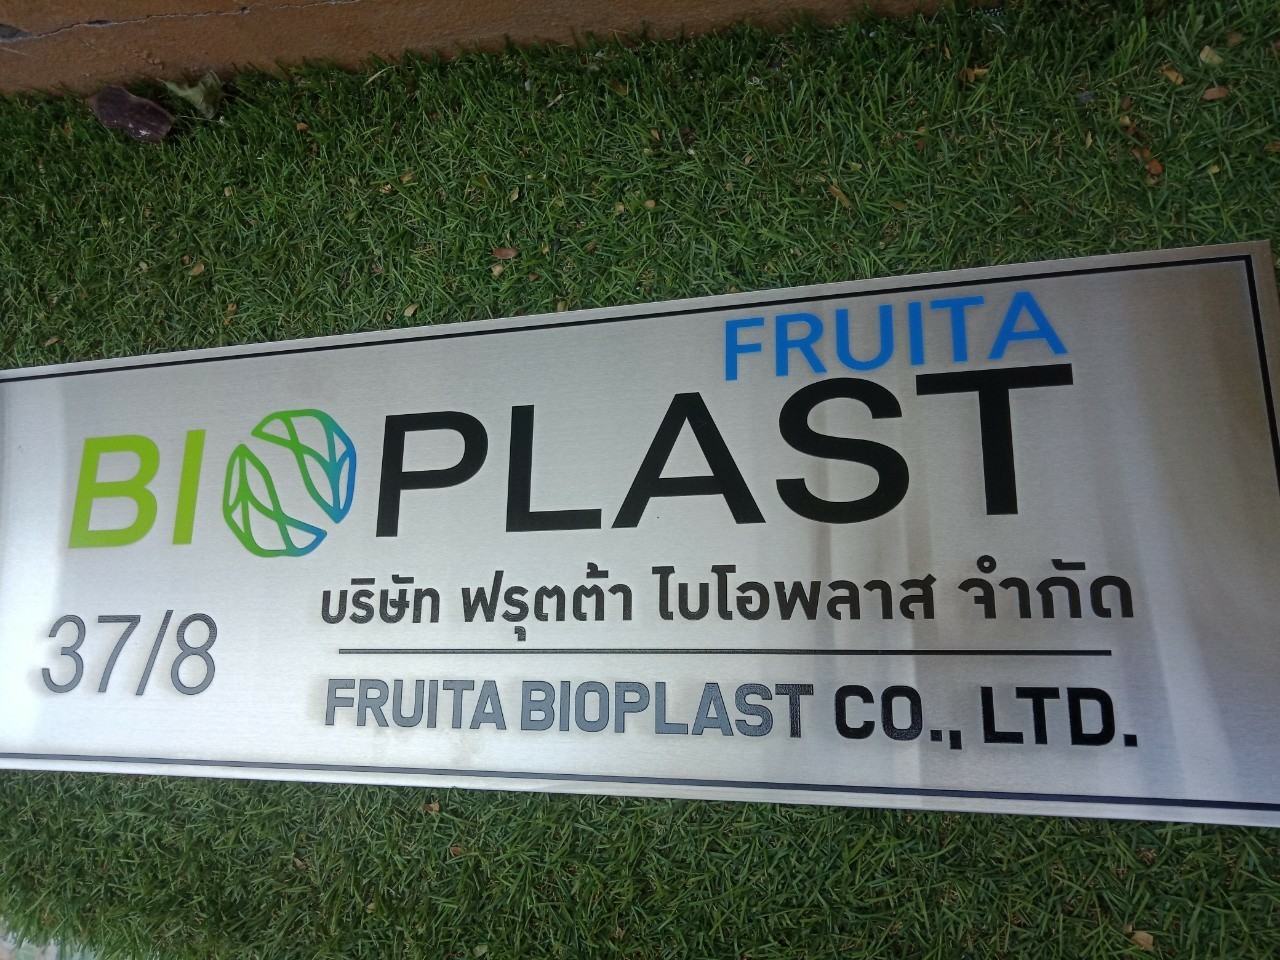 FRUITA
BIOPLAST
บริษัท ฟรุตต้า ไบโอพลาส จำกัด
37/8
FRUITA BIOPLAST CO., LTD.